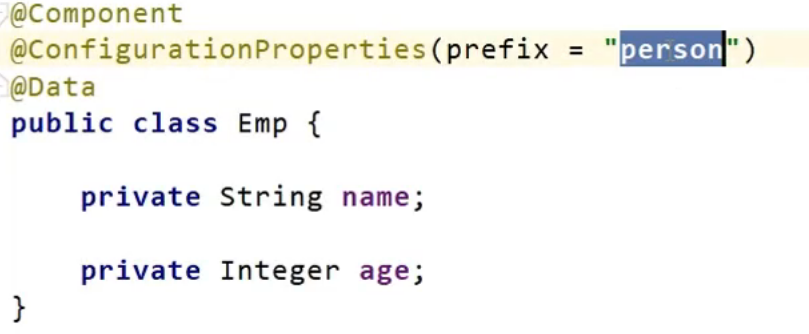 @Component
@ConfigurationProperties(prefix = "person")
@Data
public class Emp {
private String name;
private Integer age;
}